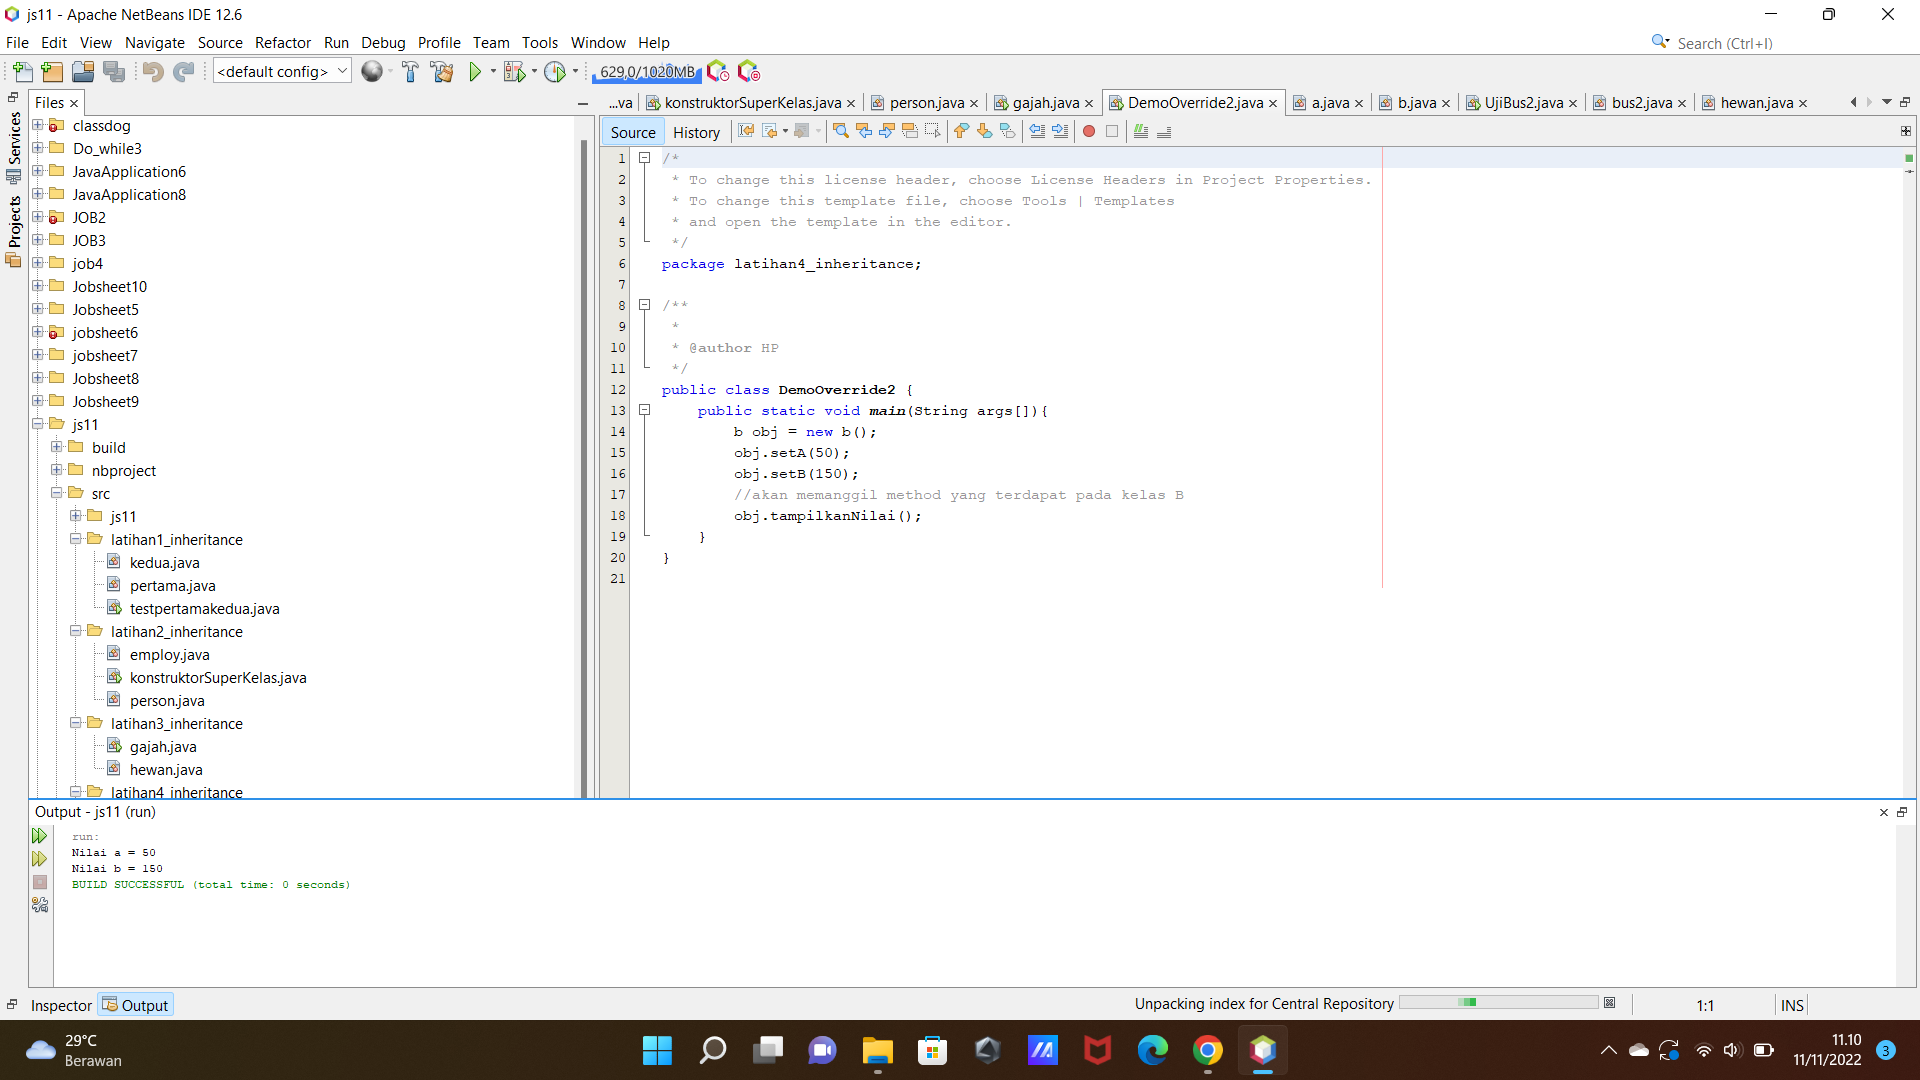 js11 - Apache NetBeans IDE 12.6
File Edit View Navigate Source Refactor Run Debug Profile Team Tools Window Help
Search (Ctrl+I)
<default config>
629,0/1020MB
Files
...va konstruktorSuperKelas.java person.java gajah.java DemoOverride2.java a.java b.java UjiBus2.java bus2.java hewan.java
Services
Projects
classdog
Do_while3
JavaApplication6
JavaApplication8
JOB2
JOB3
job4
Jobsheet10
Jobsheet5
jobsheet6
jobsheet7
Jobsheet8
Jobsheet9
js11
build
nbproject
src
js11
latihan1_inheritance
kedua.java
pertama.java
testpertamakedua.java
latihan2_inheritance
employ.java
konstruktorSuperKelas.java
person.java
latihan3_inheritance
gajah.java
hewan.java
latihan4_inheritance
Source History
1 /*
2 * To change this license header, choose License Headers in Project Properties.
3 * To change this template file, choose Tools | Templates
4 * and open the template in the editor.
5 */
6 package latihan4_inheritance;
7
8 /**
9 *
10 * @author HP
11 */
12 public class DemoOverride2 {
13 public static void main(String args[]){
14 b obj = new b();
15 obj.setA(50);
16 obj.setB(150);
17 //akan memanggil method yang terdapat pada kelas B
18 obj.tampilkanNilai();
19 }
20 }
21
Output - js11 (run)
run:
Nilai a = 50
Nilai b = 150
BUILD SUCCESSFUL (total time: 0 seconds)
Inspector Output
Unpacking index for Central Repository
1:1
INS
29°C
Berawan
11.10
11/11/2022
3